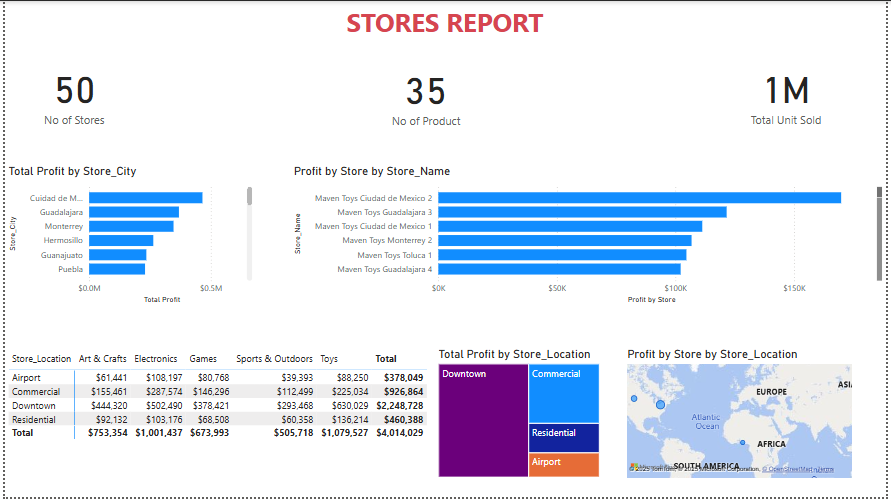 STORES REPORT
50
No of Stores
35
No of Product
1M
Total Unit Sold
Total Profit by Store_City
Store_City
Cuidad de M...
Guadalajara
Monterrey
Hermosillo
Guanajuato
Puebla
$0.0M $0.5M
Total Profit
Profit by Store by Store_Name
Store_Name
Maven Toys Ciudad de Mexico 2
Maven Toys Guadalajara 3
Maven Toys Ciudad de Mexico 1
Maven Toys Monterrey 2
Maven Toys Toluca 1
Maven Toys Guadalajara 4
$0K $50K $100K $150K
Profit by Store
Store_Location Art & Crafts Electronics Games Sports & Outdoors Toys Total
Airport $61,441 $108,197 $80,768 $39,393 $88,250 $378,049
Commercial $155,461 $287,574 $146,296 $112,499 $225,034 $926,864
Downtown $444,320 $502,490 $378,421 $293,468 $630,029 $2,248,728
Residential $92,132 $103,176 $68,508 $60,358 $136,214 $460,388
Total $753,354 $1,001,437 $673,993 $505,718 $1,079,527 $4,014,029
Total Profit by Store_Location
Downtown
Commercial
Residential
Airport
Profit by Store by Store_Location
EUROPE
ASI
Atlantic
Ocean
AFRICA
SOUTH AMERICA
© 2025 TomTom, © 2025 Microsoft Corporation, © OpenStreetMap Terms